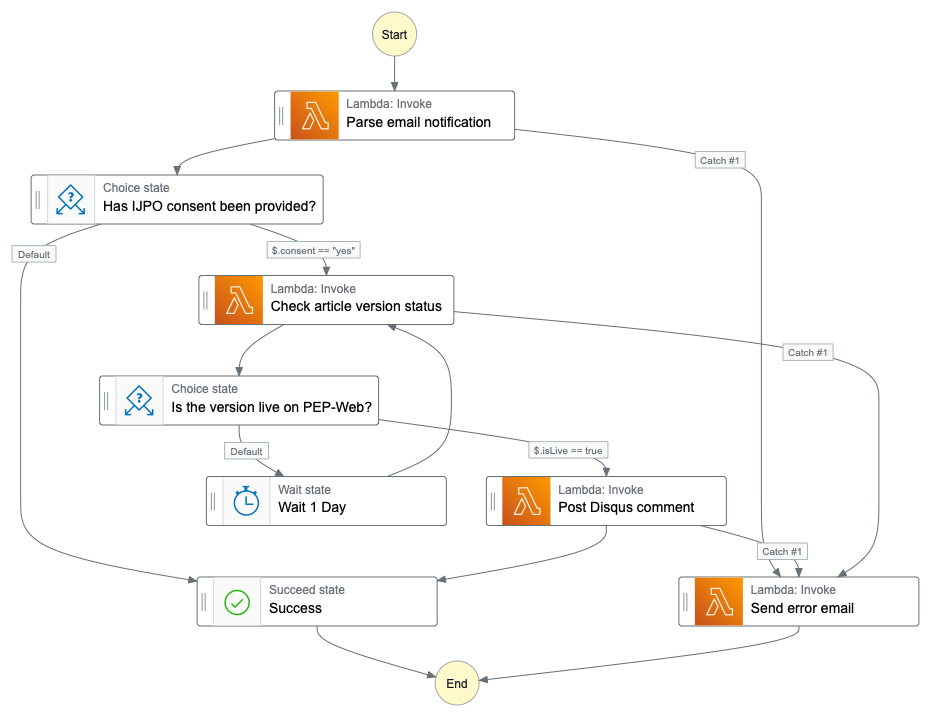 Start
Lambda: Invoke
Parse email notification
Catch #1
Choice state
Has IJPO consent been provided?
Default
$.consent == "yes"
Lambda: Invoke
Check article version status
Catch #1
Choice state
Is the version live on PEP-Web?
Default
$.isLive == true
Wait state
Wait 1 Day
Lambda: Invoke
Post Disqus comment
Catch #1
Succeed state
Success
Lambda: Invoke
Send error email
End